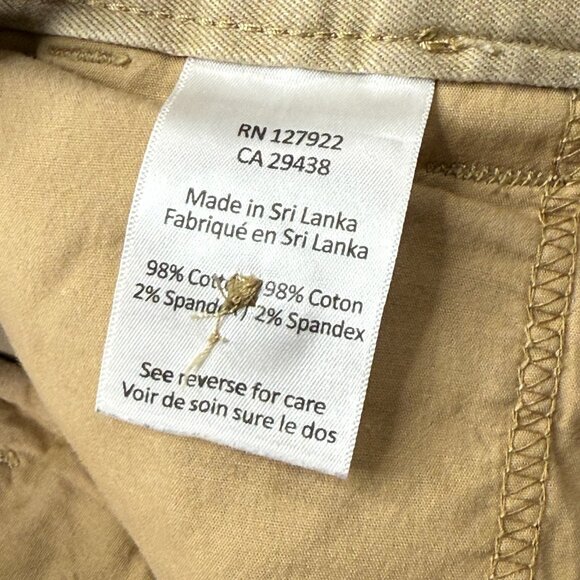 RN 127922
CA 29438
Made in Sri Lanka
Fabriqué en Sri Lanka
98% 98% Coton
2% 2% Spandex
See reverse for care
Voir de soin sure le dos